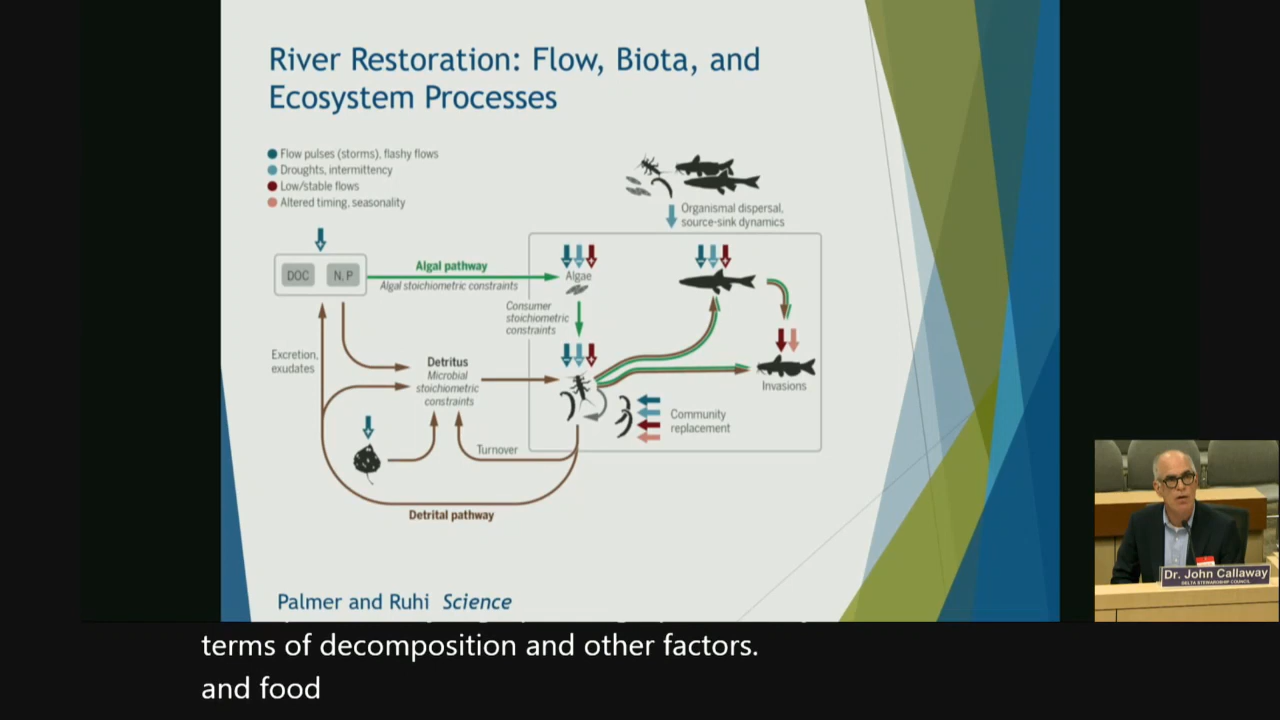 River Restoration: Flow, Biota, and
Ecosystem Processes
Flow pulses (storms), flashy flows
Droughts, intermittency
Low/stable flows
Altered timing, seasonality
Organismal dispersal,
source-sink dynamics
DOC
N, P
Algal pathway
Algal stoichiometric constraints
Algae
Consumer
stoichiometric
constraints
Excretion,
exudates
Detritus
Microbial
stoichiometric
constraints
Invasions
Community
replacement
Turnover
Detrital pathway
Palmer and Ruhi Science
Dr. John Callaway
DELTA STEWARDSHIP COUNCIL
terms of decomposition and other factors.
and food